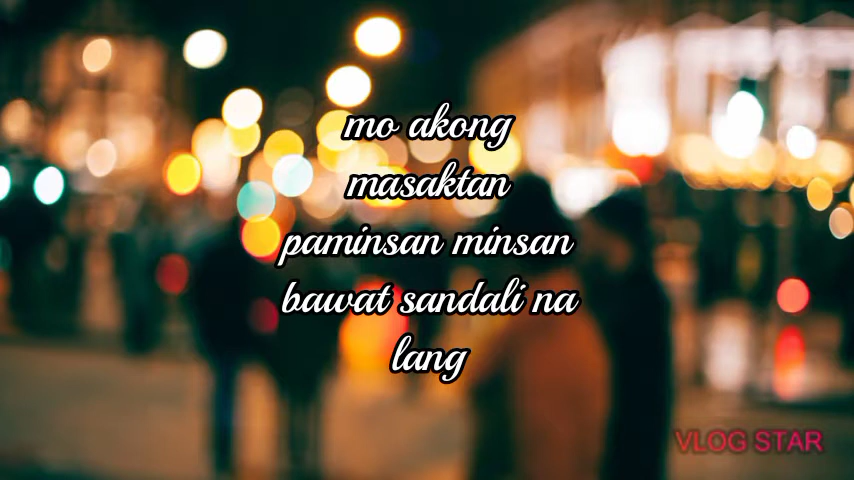 mo akong
masaktan
paminsan minsan
bawat sandali na
lang
VLOG STAR